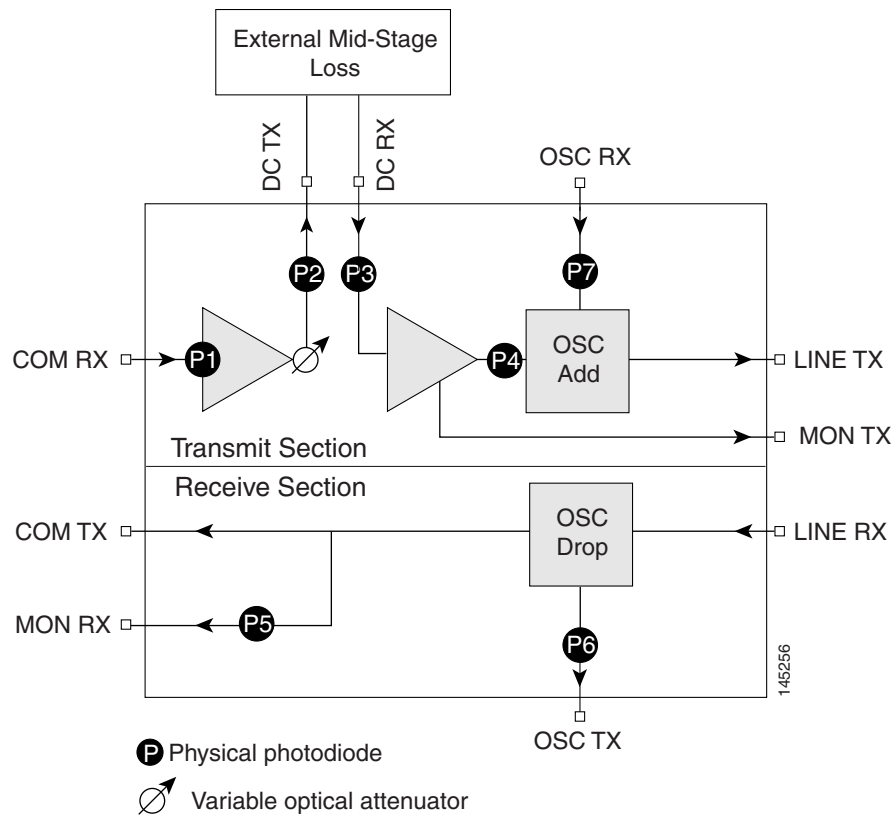 External Mid-Stage
Loss
DC TX
DC RX
OSC RX
P2
P3
P7
COM RX
P1
P4
OSC
Add
LINE TX
MON TX
Transmit Section
Receive Section
COM TX
OSC
Drop
LINE RX
MON RX
P5
P6
145256
OSC TX
P Physical photodiode
Variable optical attenuator